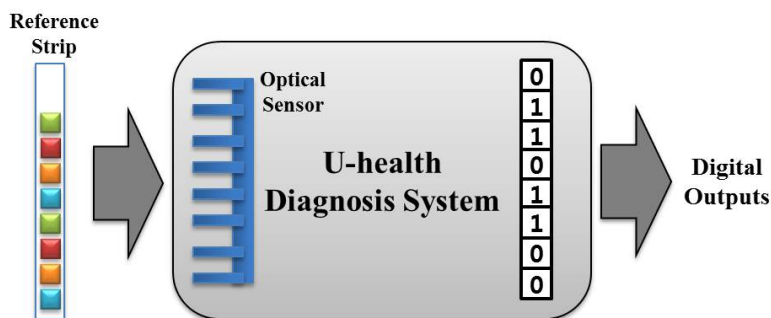 Reference
Strip
Optical
Sensor
U-health
Diagnosis System
0
1
1
0
1
1
0
0
Digital
Outputs